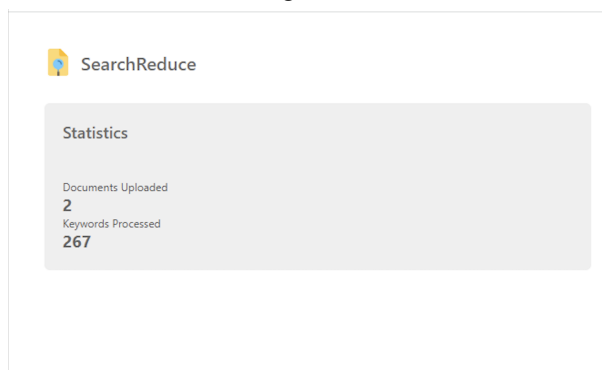 SearchReduce
Statistics
Documents Uploaded
2
Keywords Processed
267